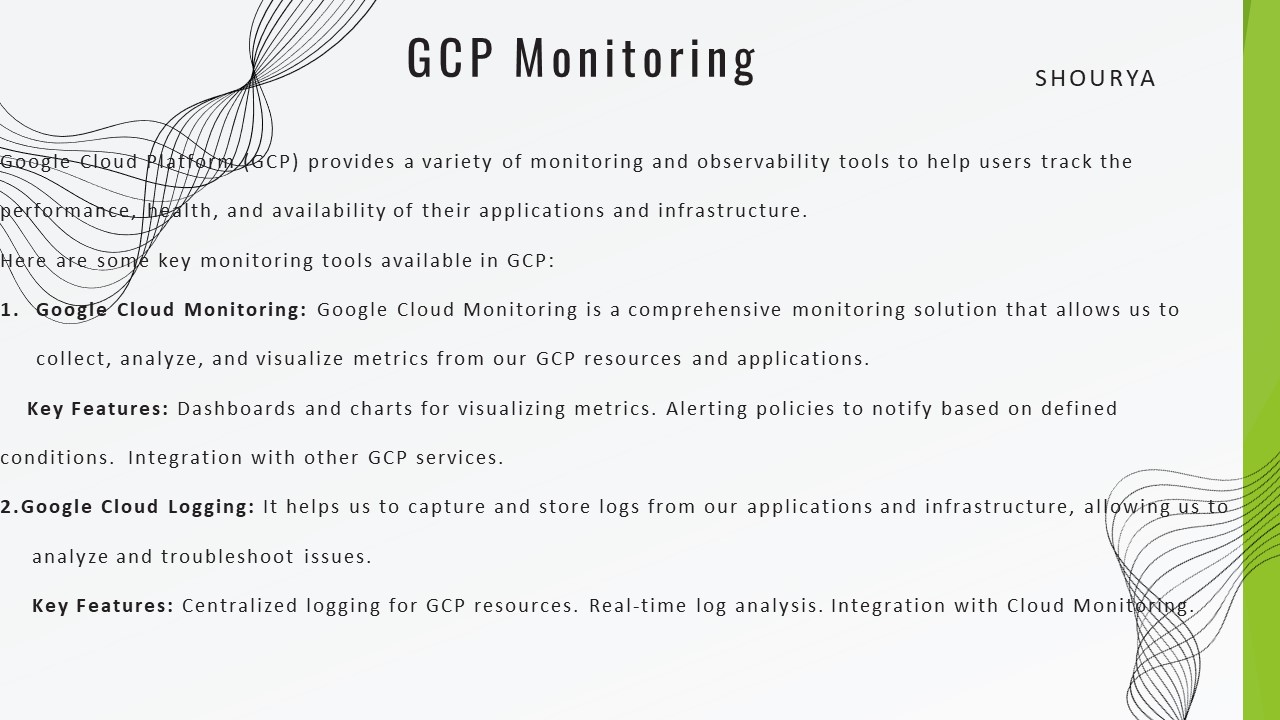 GCP Monitoring
SHOURYA
Google Cloud Platform (GCP) provides a variety of monitoring and observability tools to help users track the
performance, health, and availability of their applications and infrastructure.
Here are some key monitoring tools available in GCP:
1. Google Cloud Monitoring: Google Cloud Monitoring is a comprehensive monitoring solution that allows us to
collect, analyze, and visualize metrics from our GCP resources and applications.
Key Features: Dashboards and charts for visualizing metrics. Alerting policies to notify based on defined
conditions. Integration with other GCP services.
2.Google Cloud Logging: It helps us to capture and store logs from our applications and infrastructure, allowing us to
analyze and troubleshoot issues.
Key Features: Centralized logging for GCP resources. Real-time log analysis. Integration with Cloud Monitoring.